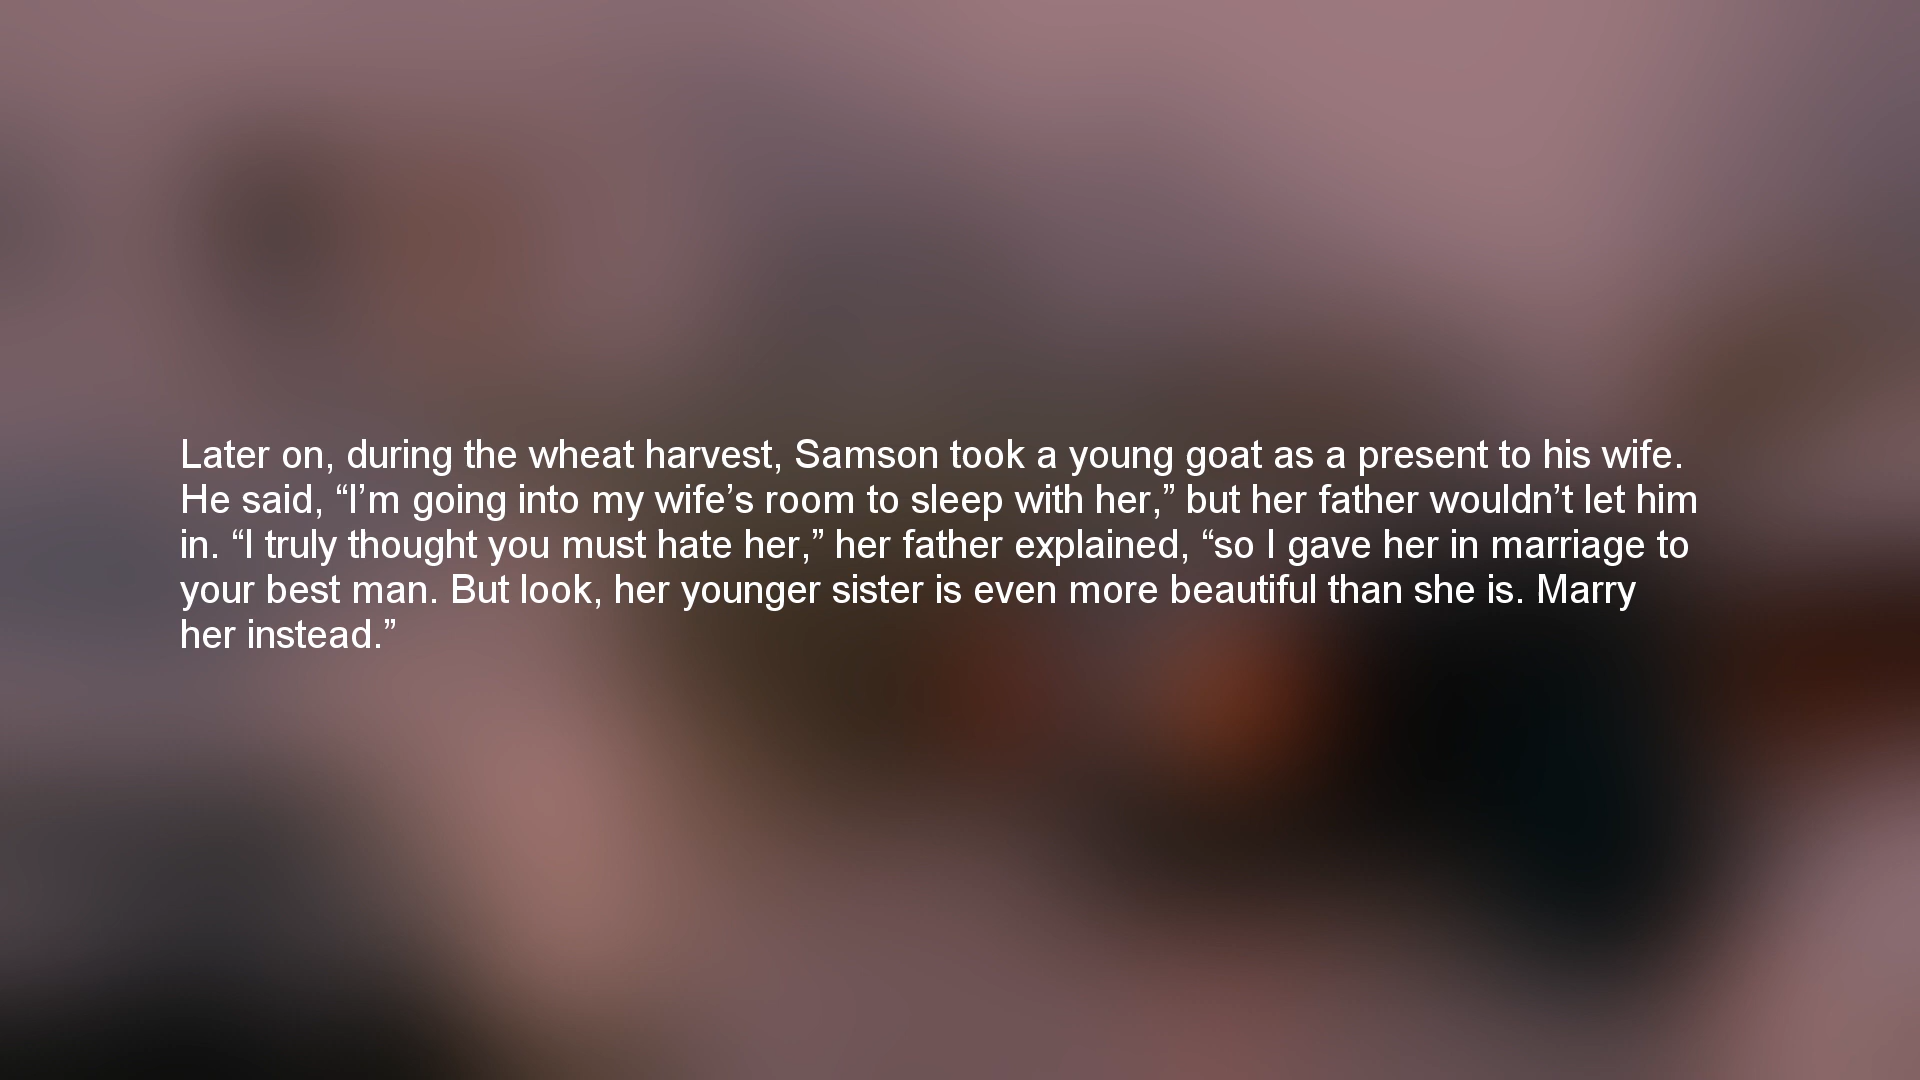 Later on, during the wheat harvest, Samson took a young goat as a present to his wife.
He said, “I’m going into my wife’s room to sleep with her,” but her father wouldn’t let him
in. “I truly thought you must hate her,” her father explained, “so I gave her in marriage to
your best man. But look, her younger sister is even more beautiful than she is. Marry
her instead.”